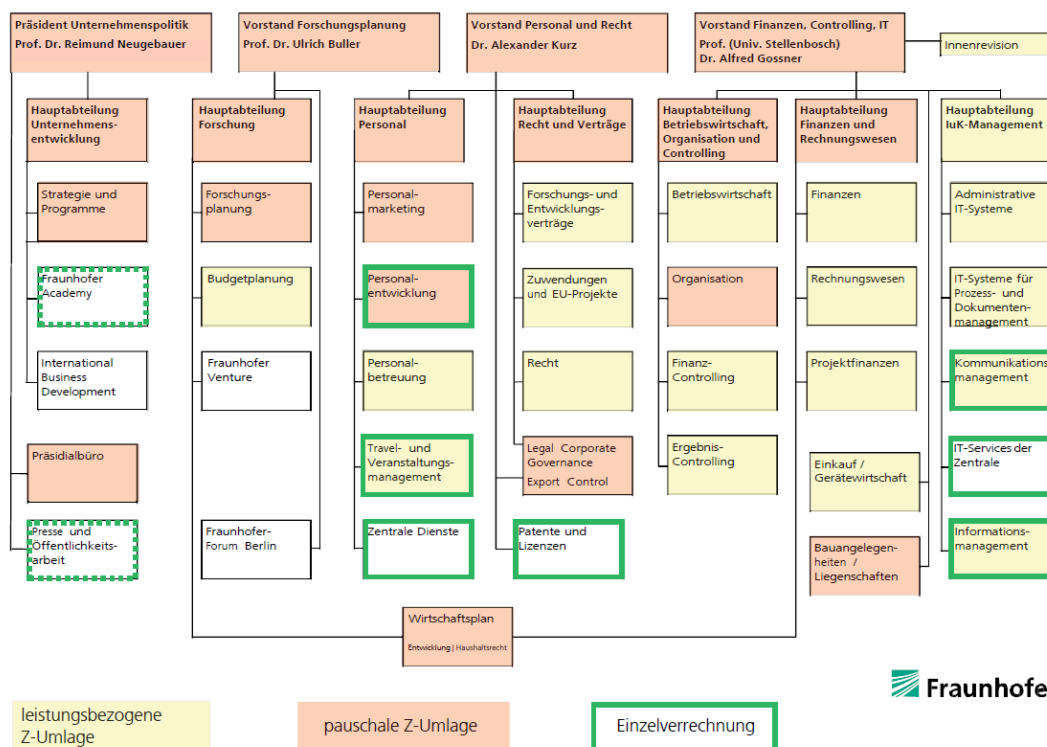 Präsident Unternehmenspolitik
Prof. Dr. Reimund Neugebauer
Vorstand Forschungsplanung
Prof. Dr. Ulrich Buller
Vorstand Personal und Recht
Dr. Alexander Kurz
Vorstand Finanzen, Controlling, IT
Prof. (Univ. Stellenbosch)
Dr. Alfred Gossner
Innenrevision
Hauptabteilung
Unternehmens-
entwicklung
Hauptabteilung
Forschung
Hauptabteilung
Personal
Hauptabteilung
Recht und Verträge
Hauptabteilung
Betriebswirtschaft,
Organisation und
Controlling
Hauptabteilung
Finanzen und
Rechnungswesen
Hauptabteilung
IuK-Management
Strategie und
Programme
Forschungs-
planung
Personal-
marketing
Forschungs- und
Entwicklungs-
verträge
Betriebswirtschaft
Finanzen
Administrative
IT-Systeme
Fraunhofer
Academy
Budgetplanung
Personal-
entwicklung
Zuwendungen
und EU-Projekte
Organisation
Rechnungswesen
IT-Systeme für
Prozess- und
Dokumenten-
management
International
Business
Development
Fraunhofer
Venture
Personal-
betreuung
Recht
Finanz-
Controlling
Projektfinanzen
Kommunikations
management
Präsidialbüro
Travel- und
Veranstaltungs-
management
Legal Corporate
Governance
Export Control
Ergebnis-
Controlling
Einkauf /
Gerätewirtschaft
IT-Services der
Zentrale
Presse und
Öffentlichkeits-
arbeit
Fraunhofer-
Forum Berlin
Zentrale Dienste
Patente und
Lizenzen
Bauangelegen-
heiten /
Liegenschaften
Informations-
management
Wirtschaftsplan
Entwicklung | Haushaltsrecht
Fraunhofe
leistungsbezogene
Z-Umlage
pauschale Z-Umlage
Einzelverrechnung